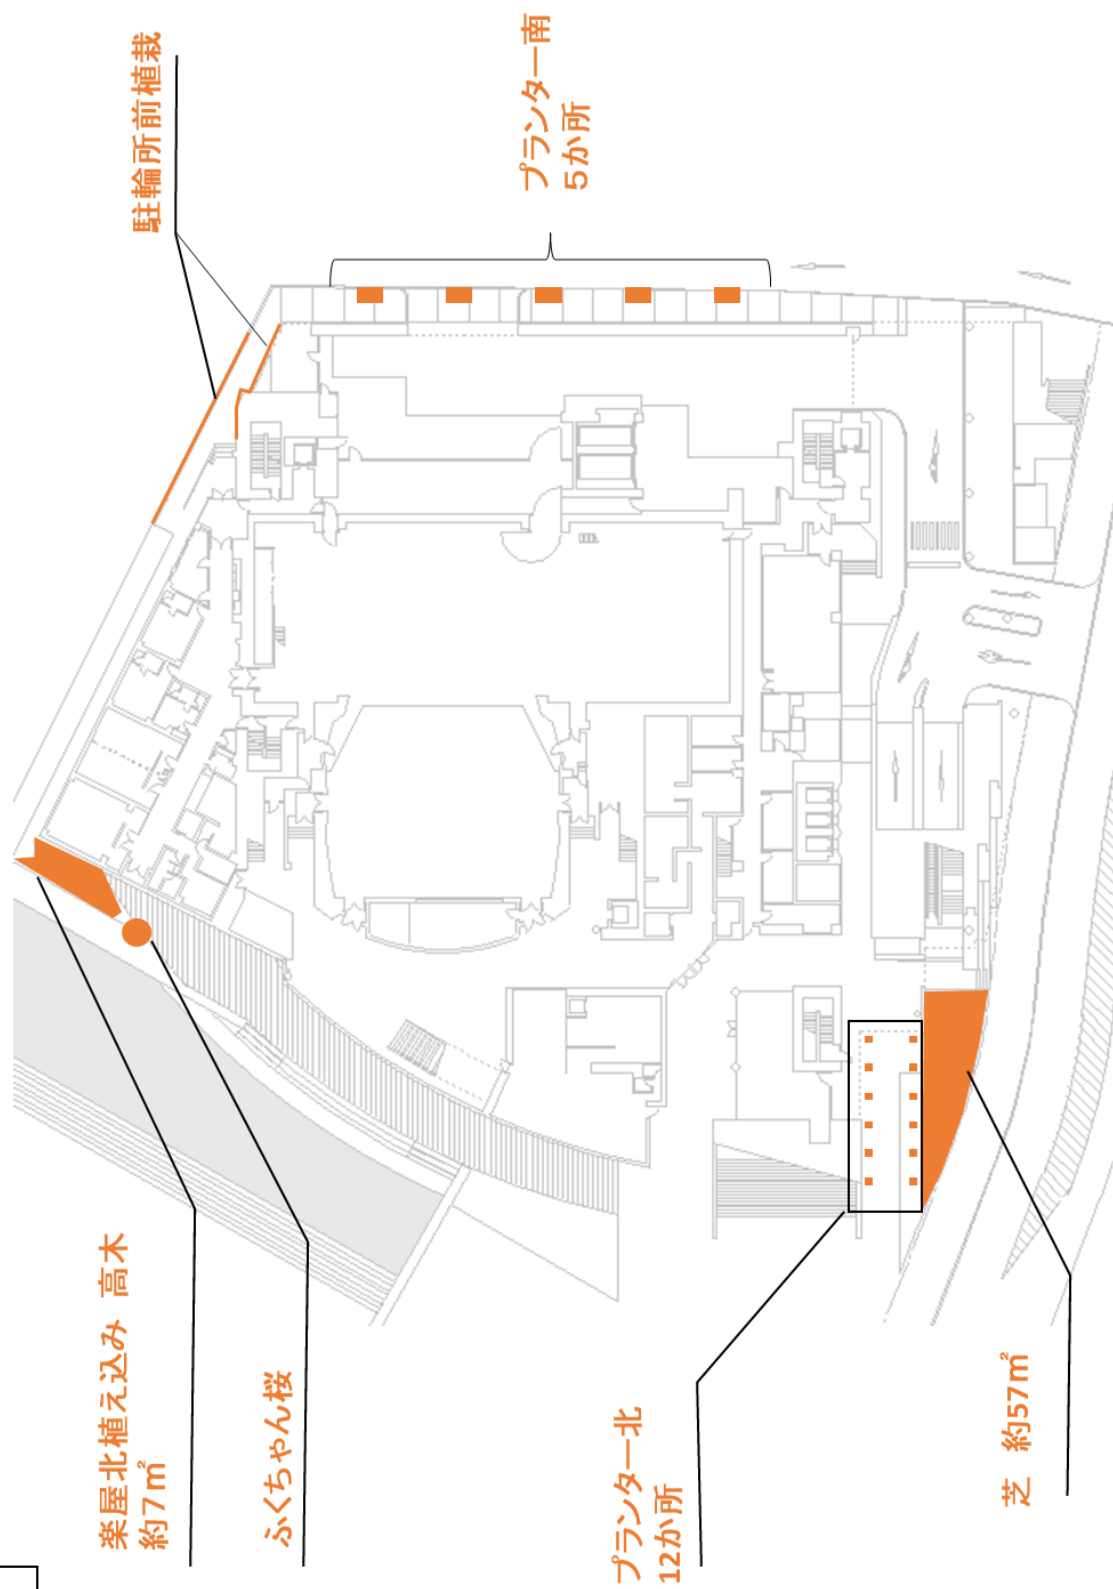 駐輪所前植栽
プランター南
5か所
楽屋北植え込み 高木
約7㎡
ふくちゃん桜
プランター北
12か所
芝 約57㎡